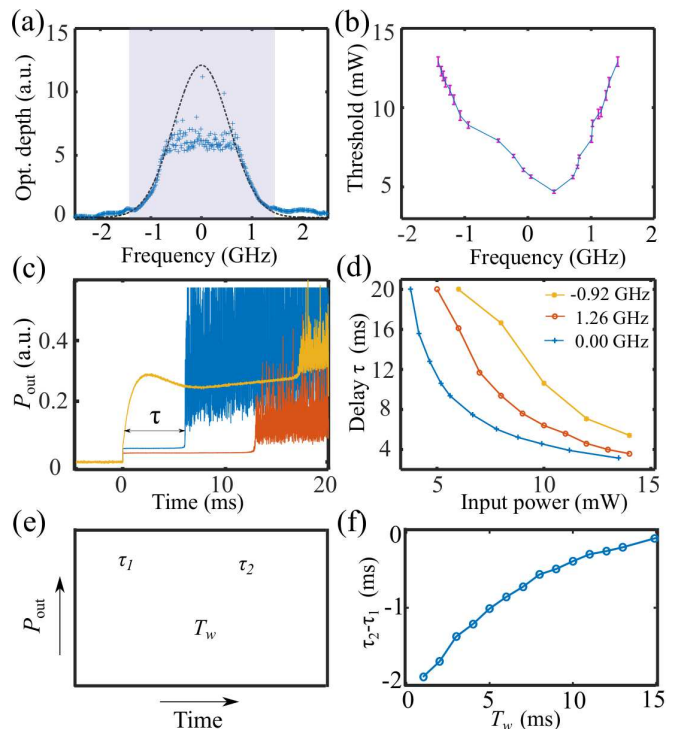 (a)
Opt. depth (a.u.)
15
10
5
0
-2 -1 0 1 2
Frequency (GHz)
(b)
Threshold (mW)
15
10
5
-2 -1 0 1 2
Frequency (GHz)
(c)
P_out (a.u.)
0.4
0.2
0
τ
0 10 20
Time (ms)
(d)
Delay τ (ms)
20
16
12
8
4
-0.92 GHz
1.26 GHz
0.00 GHz
5 10 15
Input power (mW)
(e)
P_out
τ_1 τ_2
T_w
Time
(f)
τ_2-τ_1 (ms)
0
-1
-2
0 5 10 15
T_w (ms)